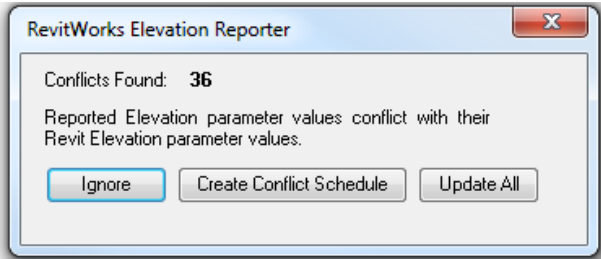 RevitWorks Elevation Reporter
Conflicts Found: 36
Reported Elevation parameter values conflict with their
Revit Elevation parameter values.
Ignore Create Conflict Schedule Update All